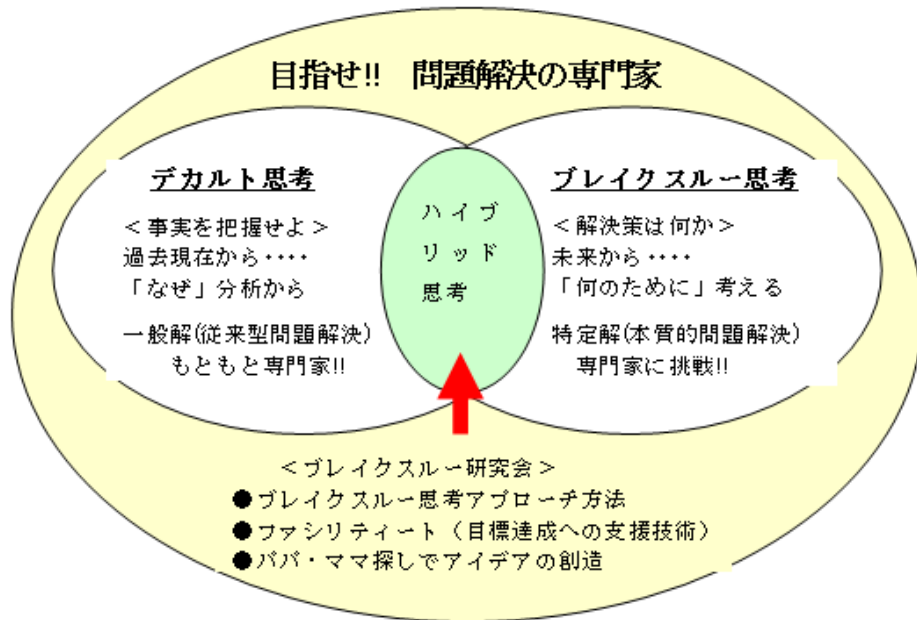 目指せ!!　問題解決の専門家
デカルト思考
＜事実を把握せよ＞
過去現在から・・・・
「なぜ」分析から
一般解(従来型問題解決)
もともと専門家!!
ハイブ
リッド
思考
ブレイクスルー思考
＜解決策は何か＞
未来から・・・・
「何のために」考える
特定解(本質的問題解決)
専門家に挑戦!!
＜ブレイクスルー研究会＞
●ブレイクスルー思考アプローチ方法
●ファシリティート（目標達成への支援技術）
●パパ・ママ探しでアイデアの創造